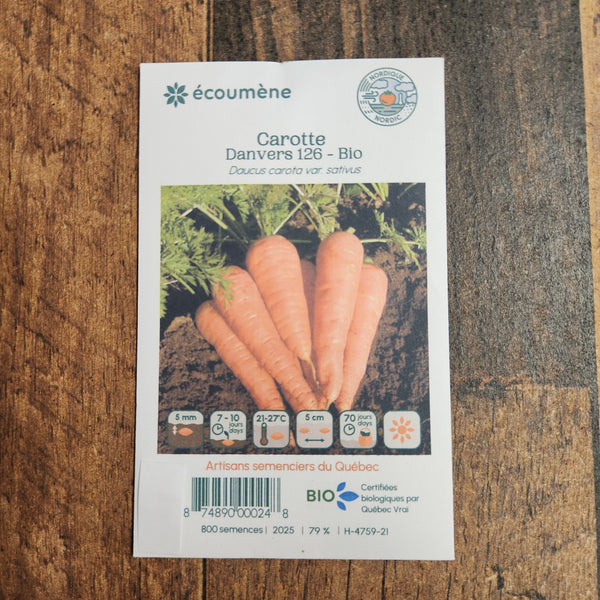 écoumène
NORDIQUE
NORDIC
Carotte
Danvers 126 - Bio
Daucus carota var. sativus
5 mm
7 - 10 jours days
21-27°C
5 cm
70 jours days
Artisans semenciers du Québec
8 74890 00024 8
BIO
Certifiées
biologiques par
Québec Vrai
800 semences | 2025 | 79 % | H-4759-21